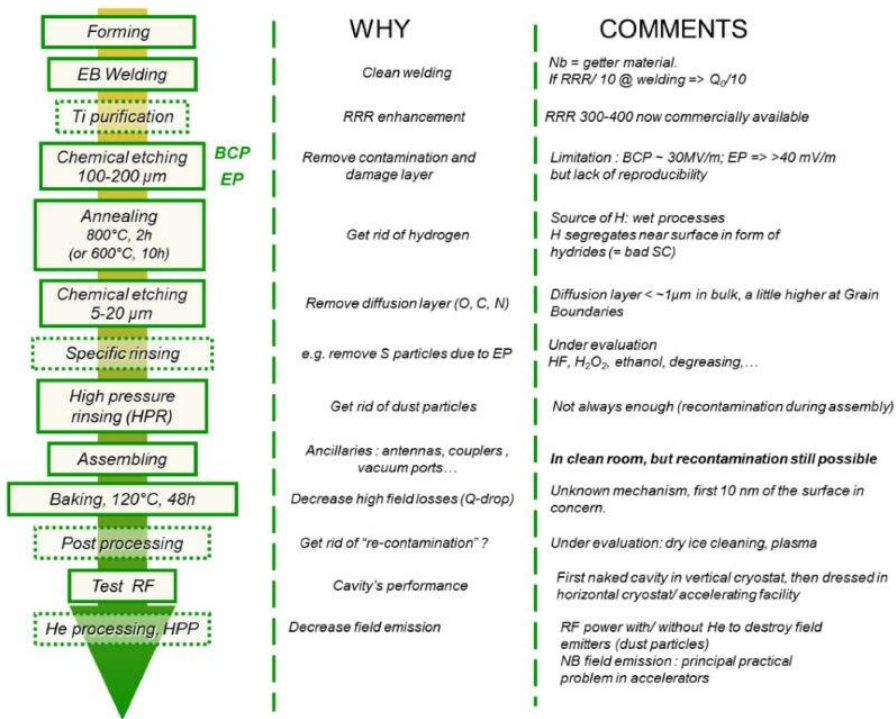 WHY
COMMENTS
Forming
EB Welding
Clean welding
Nb = getter material.
If RRR/ 10 @ welding => Q₀/10
Ti purification
RRR enhancement
RRR 300-400 now commercially available
Chemical etching
100-200 µm
BCP
EP
Remove contamination and
damage layer
Limitation : BCP ~ 30MV/m; EP => >40 mV/m
but lack of reproducibility
Annealing
800°C, 2h
(or 600°C, 10h)
Get rid of hydrogen
Source of H: wet processes
H segregates near surface in form of
hydrides (= bad SC)
Chemical etching
5-20 µm
Remove diffusion layer (O, C, N)
Diffusion layer < ~1µm in bulk, a little higher at Grain
Boundaries
Specific rinsing
e.g. remove S particles due to EP
Under evaluation
HF, H₂O₂, ethanol, degreasing,…
High pressure
rinsing (HPR)
Get rid of dust particles
Not always enough (recontamination during assembly)
Assembling
Ancillaries : antennas, couplers ,
vacuum ports…
In clean room, but recontamination still possible
Baking, 120°C, 48h
Decrease high field losses (Q-drop)
Unknown mechanism, first 10 nm of the surface in
concern.
Post processing
Get rid of "re-contamination" ?
Under evaluation: dry ice cleaning, plasma
Test RF
Cavity's performance
First naked cavity in vertical cryostat, then dressed in
horizontal cryostat/ accelerating facility
He processing, HPP
Decrease field emission
RF power with/ without He to destroy field
emitters (dust particles)
NB field emission : principal practical
problem in accelerators